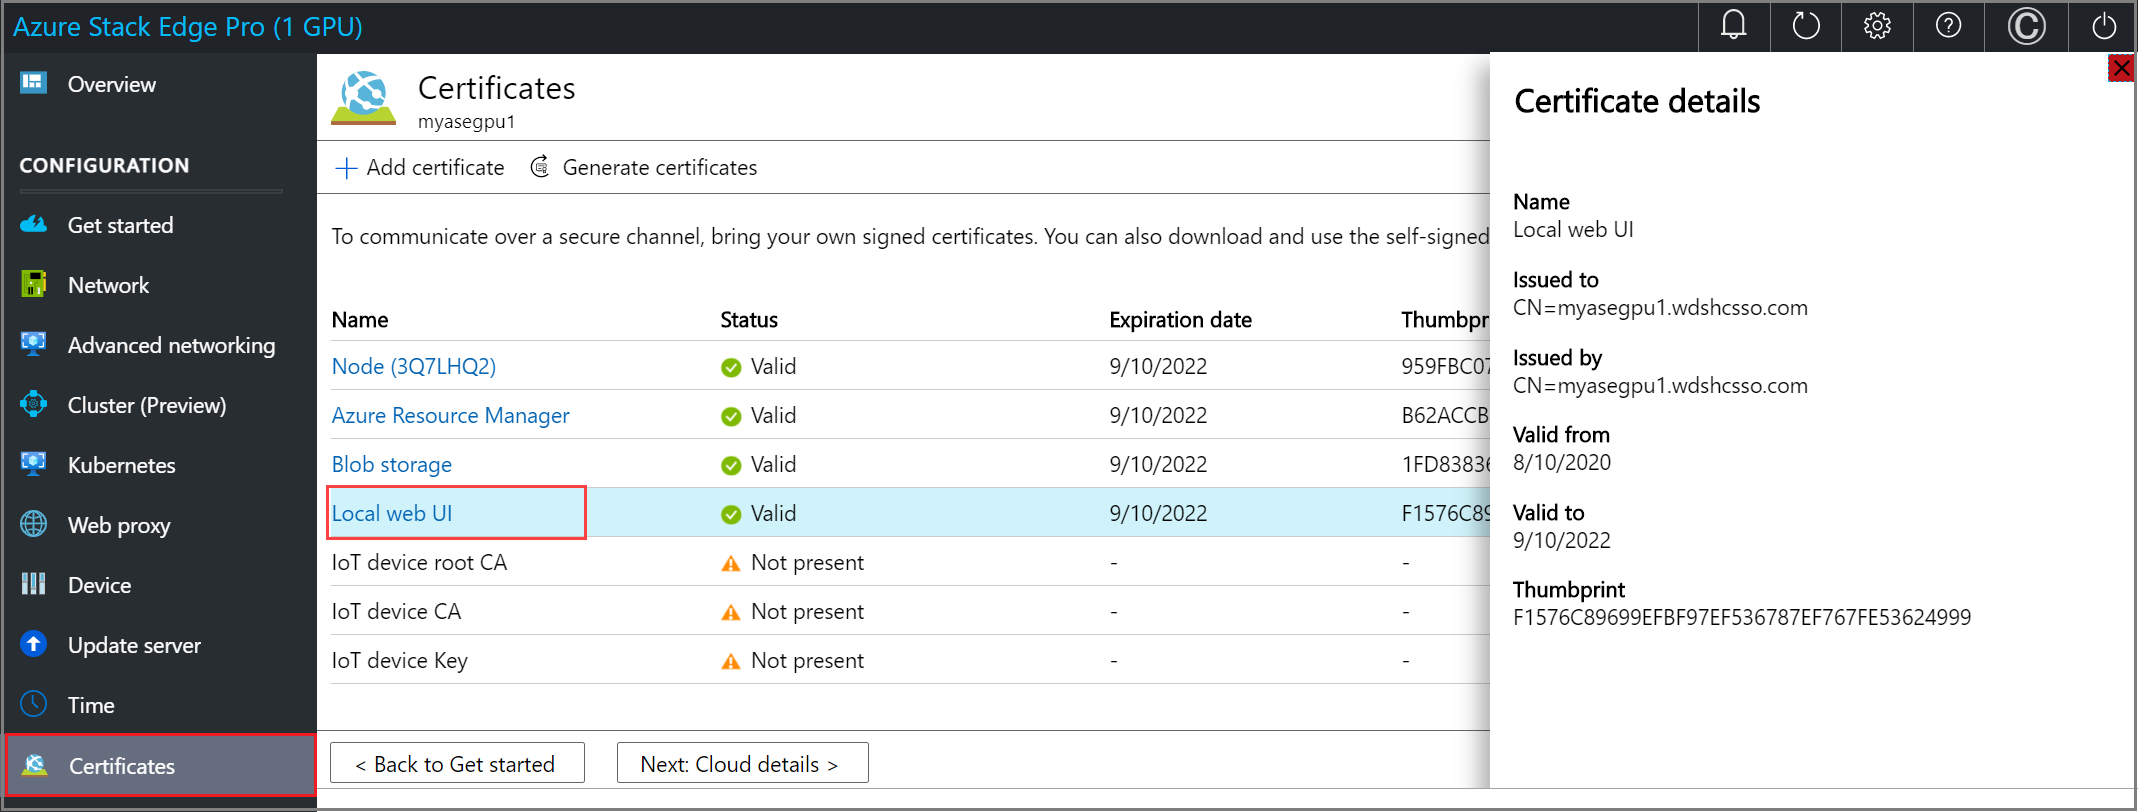 Azure Stack Edge Pro (1 GPU)
Overview
CONFIGURATION
Get started
Network
Advanced networking
Cluster (Preview)
Kubernetes
Web proxy
Device
Update server
Time
Certificates
Certificates
myasegpu1
Add certificate Generate certificates
To communicate over a secure channel, bring your own signed certificates. You can also download and use the self-signed
Name Status Expiration date Thumbpr
Node (3Q7LHQ2) Valid 9/10/2022 959FBC07
Azure Resource Manager Valid 9/10/2022 B62ACCB
Blob storage Valid 9/10/2022 1FD83836
Local web UI Valid 9/10/2022 F1576C89
IoT device root CA Not present - -
IoT device CA Not present - -
IoT device Key Not present - -
< Back to Get started Next: Cloud details >
Certificate details
Name
Local web UI
Issued to
CN=myasegpu1.wdshcsso.com
Issued by
CN=myasegpu1.wdshcsso.com
Valid from
8/10/2020
Valid to
9/10/2022
Thumbprint
F1576C89699EFBF97EF536787EF767FE53624999